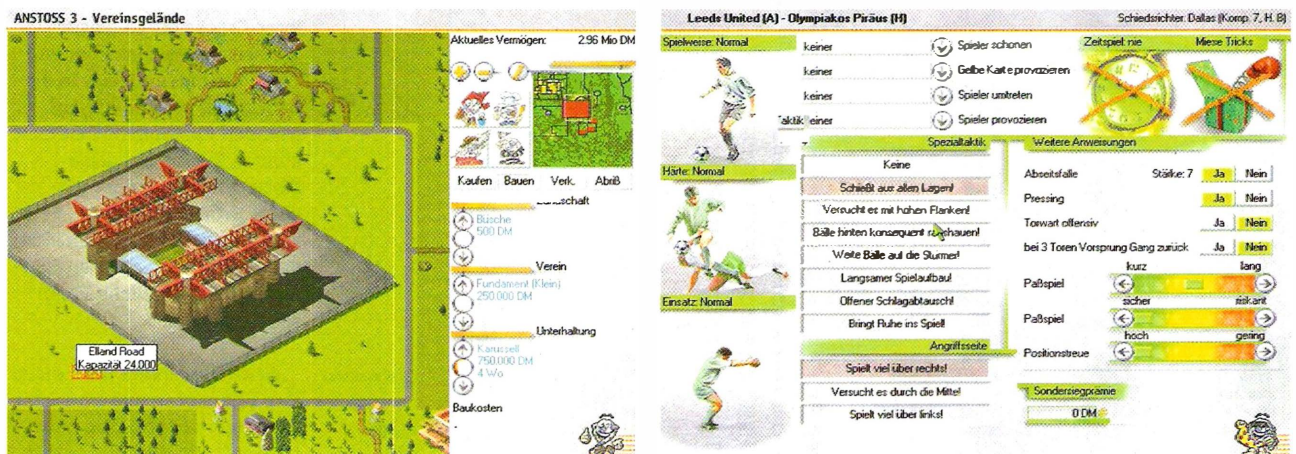 ANSTOSS 3 - Vereinsgelände
Aktuelles Vermögen: 2.96 Mio DM
Kaufen Bauen Verk. Abriß
Landschaft
Büsche
500 DM
Verein
Fundament (Klein)
250.000 DM
Unterhaltung
Karussell
750.000 DM
4 Wo
Baukosten
Elland Road
Kapazität 24.000
Leeds United (A) - Olympiakos Piräus (H)
Schiedsrichter: Dallas (Komp. 7, H. 8)
Spielweise: Normal
Härte: Normal
Einsatz: Normal
keiner Spieler schonen
keiner Gelbe Karte provozieren
keiner Spieler umtreten
aktik einer Spieler provozieren
Zeitspiel: nie
Miese Tricks
Spezialtaktik
Keine
Schießt aus allen Lagen!
Versucht es mit hohen Flanken!
Bälle hinten konsequent raushauen!
Weite Bälle auf die Stürmer!
Langsamer Spielaufbau!
Offener Schlagabtausch!
Bringt Ruhe ins Spiel!
Angriffsseite
Spielt viel über rechts!
Versucht es durch die Mitte!
Spielt viel über links!
Weitere Anweisungen
Abseitsfalle Stärke: 7 Ja Nein
Pressing Ja Nein
Torwart offensiv Ja Nein
bei 3 Toren Vorsprung Gang zurück Ja Nein
kurz lang
Paßspiel
sicher riskant
Paßspiel
hoch gering
Positionstreue
Sondersiegprämie
0 DM